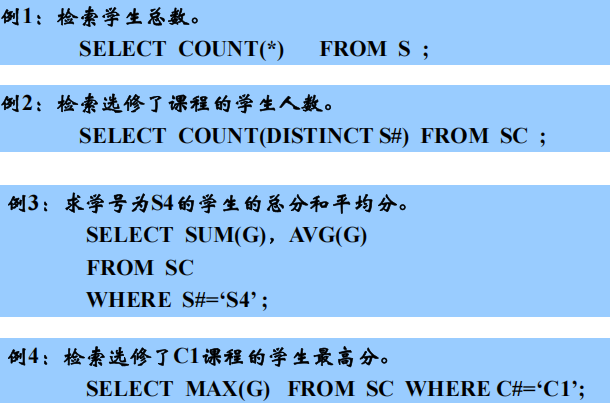 例1：检索学生总数。
SELECT COUNT(*) FROM S ;
例2：检索选修了课程的学生人数。
SELECT COUNT(DISTINCT S#) FROM SC ;
例3：求学号为S4的学生的总分和平均分。
SELECT SUM(G)，AVG(G)
FROM SC
WHERE S#=‘S4’ ;
例4：检索选修了C1课程的学生最高分。
SELECT MAX(G) FROM SC WHERE C#=‘C1’;